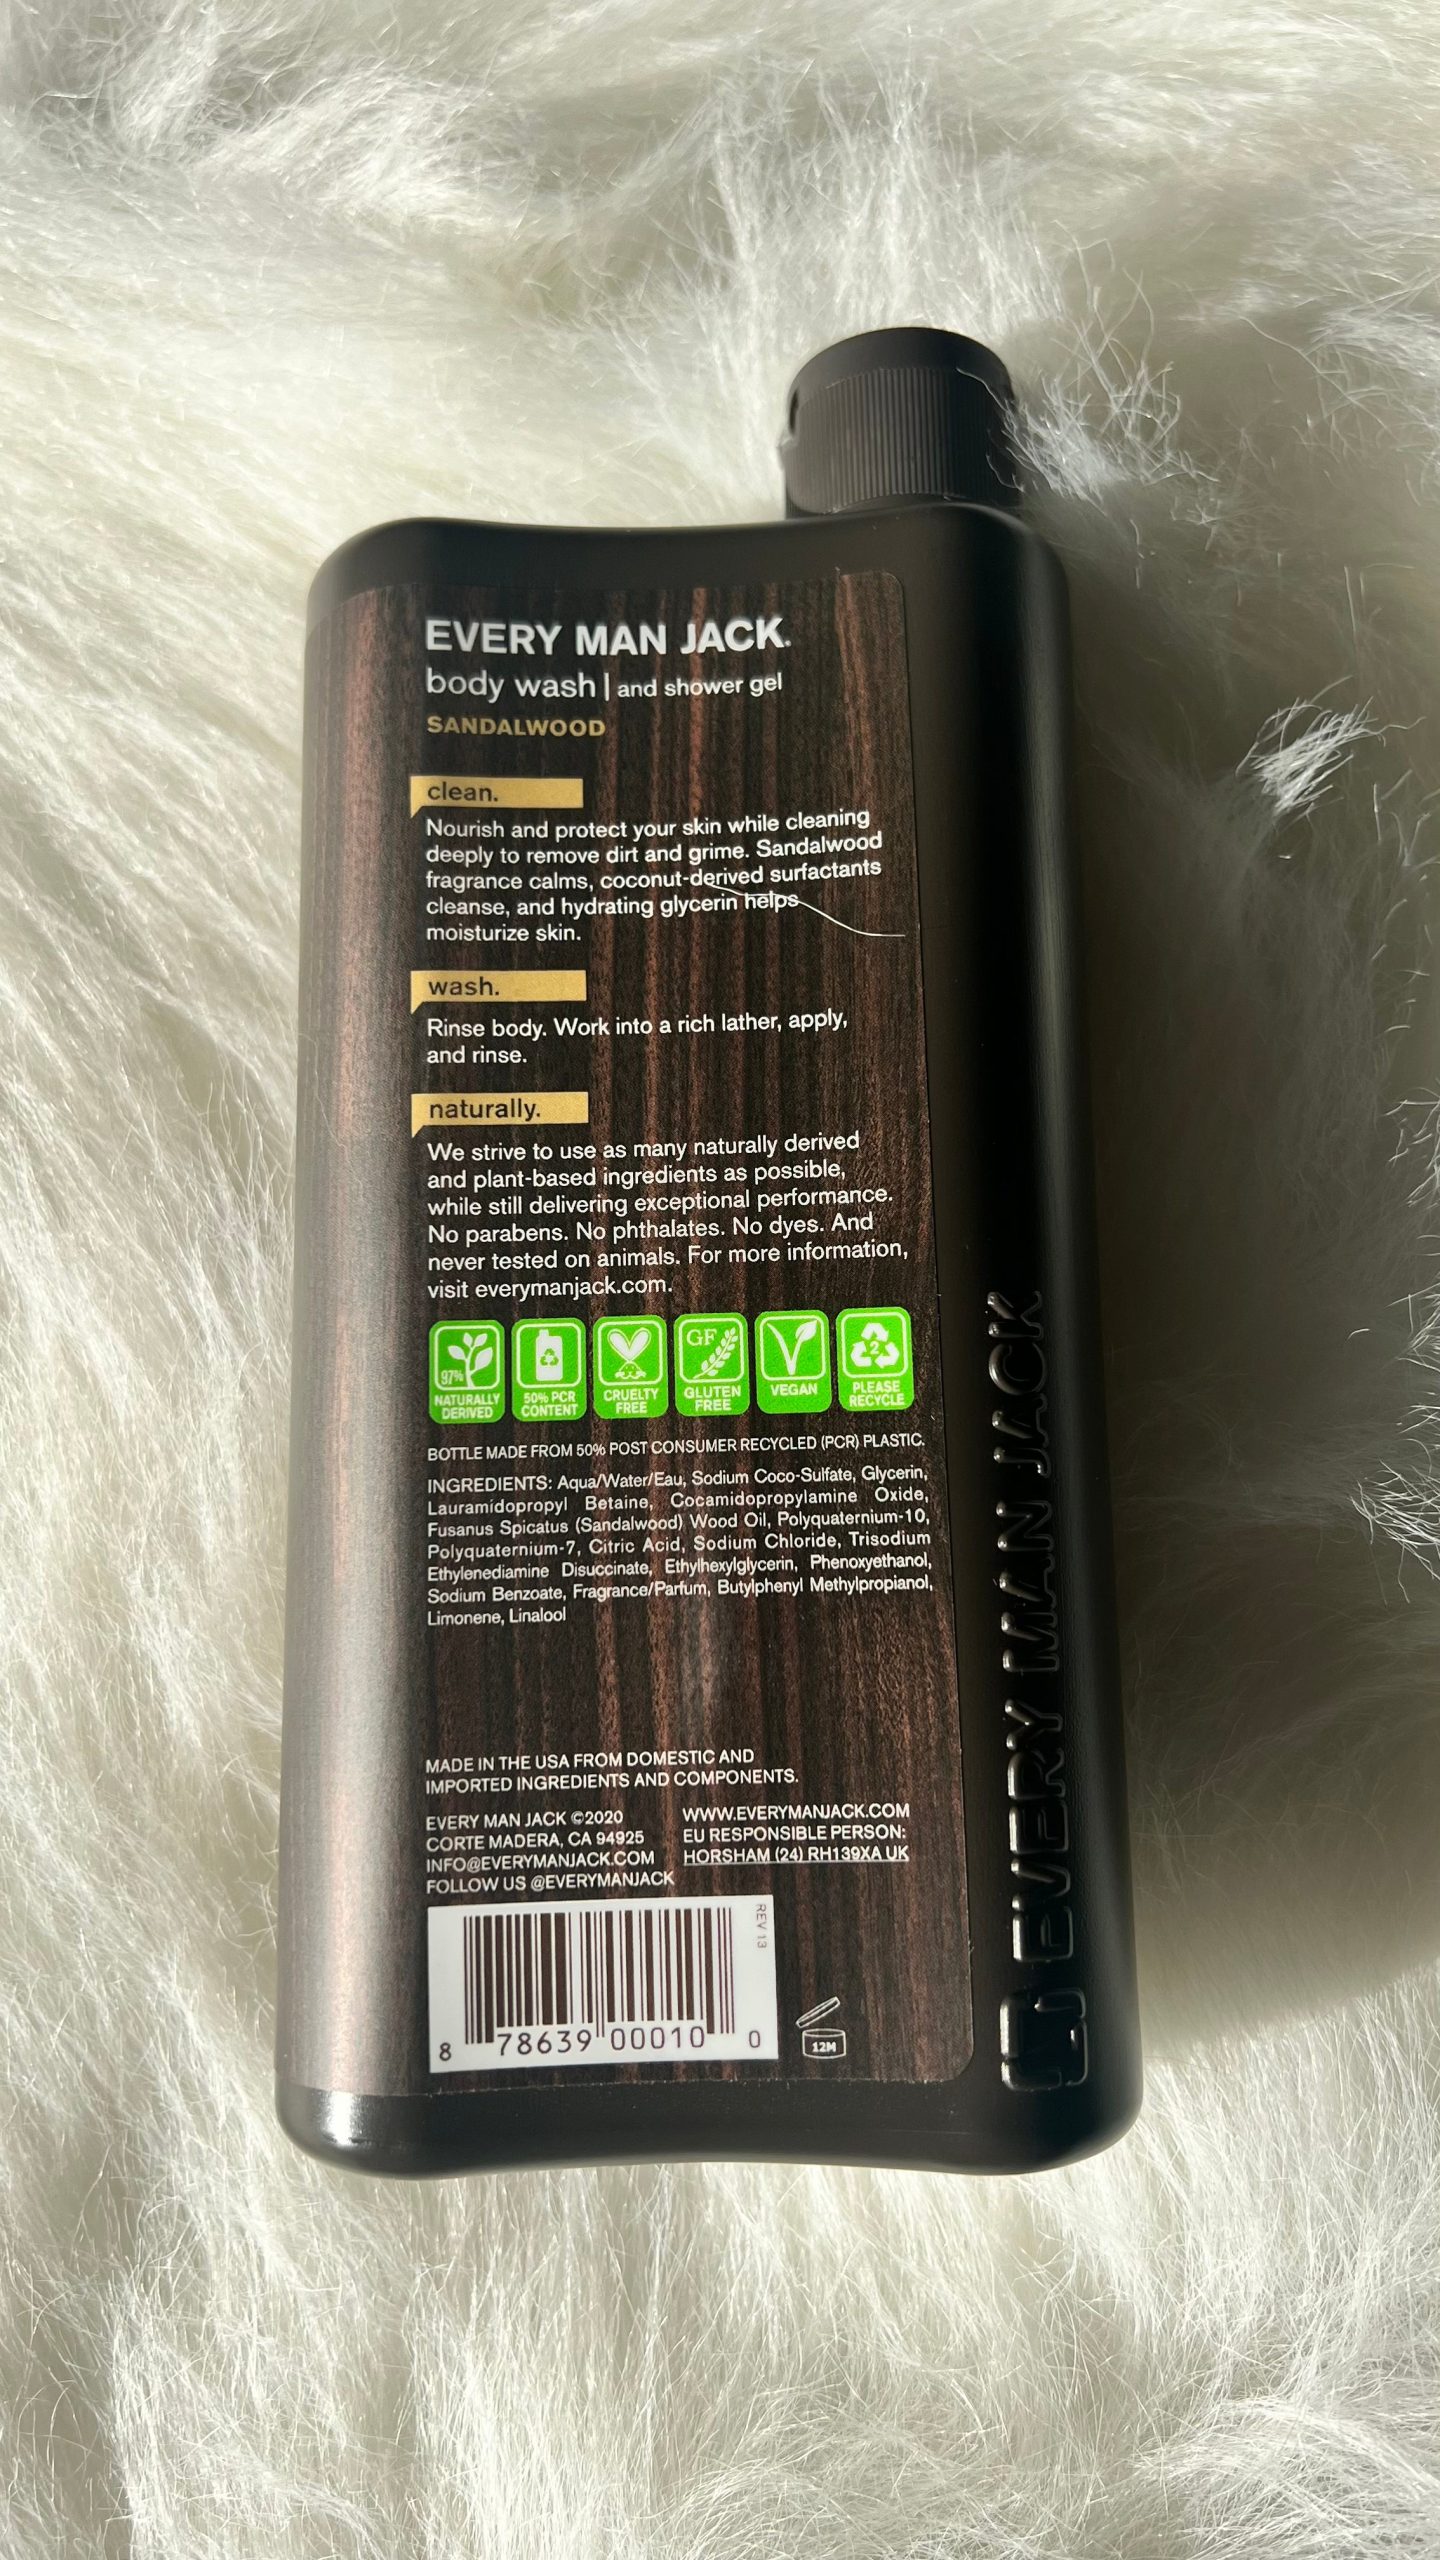 EVERY MAN JACK.
body wash | and shower gel
SANDALWOOD
clean.
Nourish and protect your skin while cleaning
deeply to remove dirt and grime. Sandalwood
fragrance calms, coconut-derived surfactants
cleanse, and hydrating glycerin helps
moisturize skin.
wash.
Rinse body. Work into a rich lather, apply,
and rinse.
naturally.
We strive to use as many naturally derived
and plant-based ingredients as possible,
while still delivering exceptional performance.
No parabens. No phthalates. No dyes. And
never tested on animals. For more information,
visit everymanjack.com.
97%
NATURALLY
DERIVED
50% PCR
CONTENT
CRUELTY
FREE
GF
GLUTEN
FREE
VEGAN
2
PLEASE
RECYCLE
BOTTLE MADE FROM 50% POST CONSUMER RECYCLED (PCR) PLASTIC.
INGREDIENTS: Aqua/Water/Eau, Sodium Coco-Sulfate, Glycerin,
Lauramidopropyl Betaine, Cocamidopropylamine Oxide,
Fusanus Spicatus (Sandalwood) Wood Oil, Polyquaternium-10,
Polyquaternium-7, Citric Acid, Sodium Chloride, Trisodium
Ethylenediamine Disuccinate, Ethylhexylglycerin, Phenoxyethanol,
Sodium Benzoate, Fragrance/Parfum, Butylphenyl Methylpropianol,
Limonene, Linalool
MADE IN THE USA FROM DOMESTIC AND
IMPORTED INGREDIENTS AND COMPONENTS.
EVERY MAN JACK ©2020
CORTE MADERA, CA 94925
INFO@EVERYMANJACK.COM
FOLLOW US @EVERYMANJACK
WWW.EVERYMANJACK.COM
EU RESPONSIBLE PERSON:
HORSHAM (24) RH139XA UK
REV 13
8 78639 00010 0
12M
EVERY MAN JACK